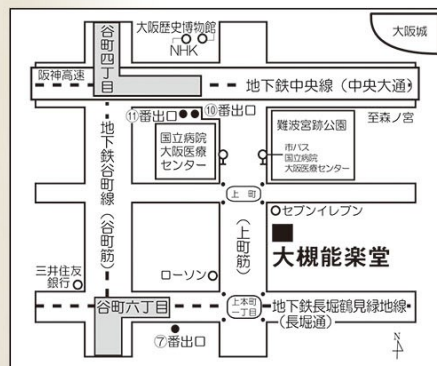 大阪歴史博物館
NHK
大阪城
谷町四丁目
阪神高速
地下鉄中央線（中央大通）
⑪番出口
⑩番出口
至森ノ宮
国立病院
大阪医療
センター
難波宮跡公園
市バス
国立病院
大阪医療センター
地下鉄谷町線（谷町筋）
上町
セブンイレブン
（上町筋）
大槻能楽堂
三井住友
銀行
ローソン
谷町六丁目
上本町
一丁目
地下鉄長堀鶴見緑地線
（長堀通）
⑦番出口
N